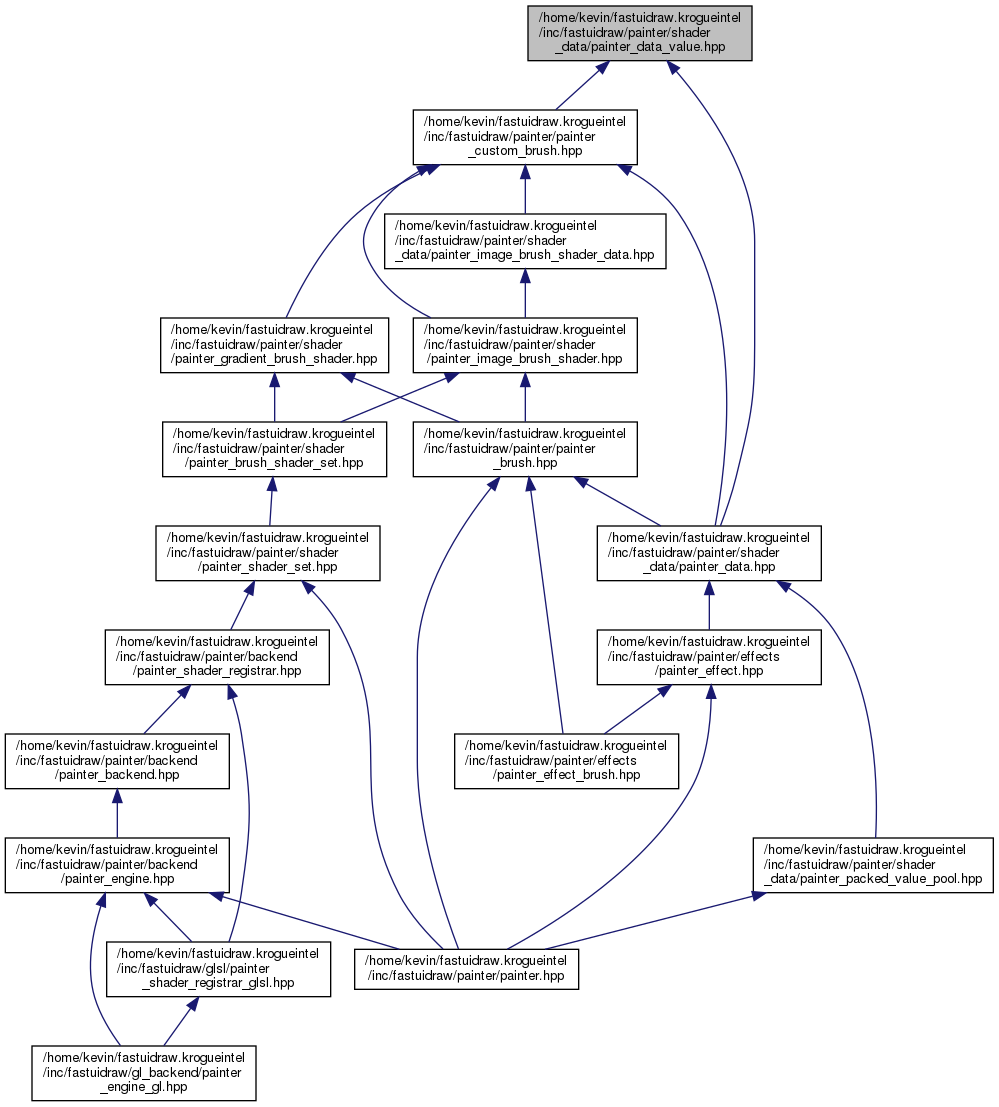 /home/kevin/fastuidraw.krogueintel
/inc/fastuidraw/painter/shader
_data/painter_data_value.hpp
/home/kevin/fastuidraw.krogueintel
/inc/fastuidraw/painter/painter
_custom_brush.hpp
/home/kevin/fastuidraw.krogueintel
/inc/fastuidraw/painter/shader
_data/painter_image_brush_shader_data.hpp
/home/kevin/fastuidraw.krogueintel
/inc/fastuidraw/painter/shader
/painter_gradient_brush_shader.hpp
/home/kevin/fastuidraw.krogueintel
/inc/fastuidraw/painter/shader
/painter_image_brush_shader.hpp
/home/kevin/fastuidraw.krogueintel
/inc/fastuidraw/painter/shader
/painter_brush_shader_set.hpp
/home/kevin/fastuidraw.krogueintel
/inc/fastuidraw/painter/painter
_brush.hpp
/home/kevin/fastuidraw.krogueintel
/inc/fastuidraw/painter/shader
/painter_shader_set.hpp
/home/kevin/fastuidraw.krogueintel
/inc/fastuidraw/painter/shader
_data/painter_data.hpp
/home/kevin/fastuidraw.krogueintel
/inc/fastuidraw/painter/backend
/painter_shader_registrar.hpp
/home/kevin/fastuidraw.krogueintel
/inc/fastuidraw/painter/effects
/painter_effect.hpp
/home/kevin/fastuidraw.krogueintel
/inc/fastuidraw/painter/backend
/painter_backend.hpp
/home/kevin/fastuidraw.krogueintel
/inc/fastuidraw/painter/effects
/painter_effect_brush.hpp
/home/kevin/fastuidraw.krogueintel
/inc/fastuidraw/painter/backend
/painter_engine.hpp
/home/kevin/fastuidraw.krogueintel
/inc/fastuidraw/painter/shader
_data/painter_packed_value_pool.hpp
/home/kevin/fastuidraw.krogueintel
/inc/fastuidraw/glsl/painter
_shader_registrar_glsl.hpp
/home/kevin/fastuidraw.krogueintel
/inc/fastuidraw/painter/painter.hpp
/home/kevin/fastuidraw.krogueintel
/inc/fastuidraw/gl_backend/painter
_engine_gl.hpp